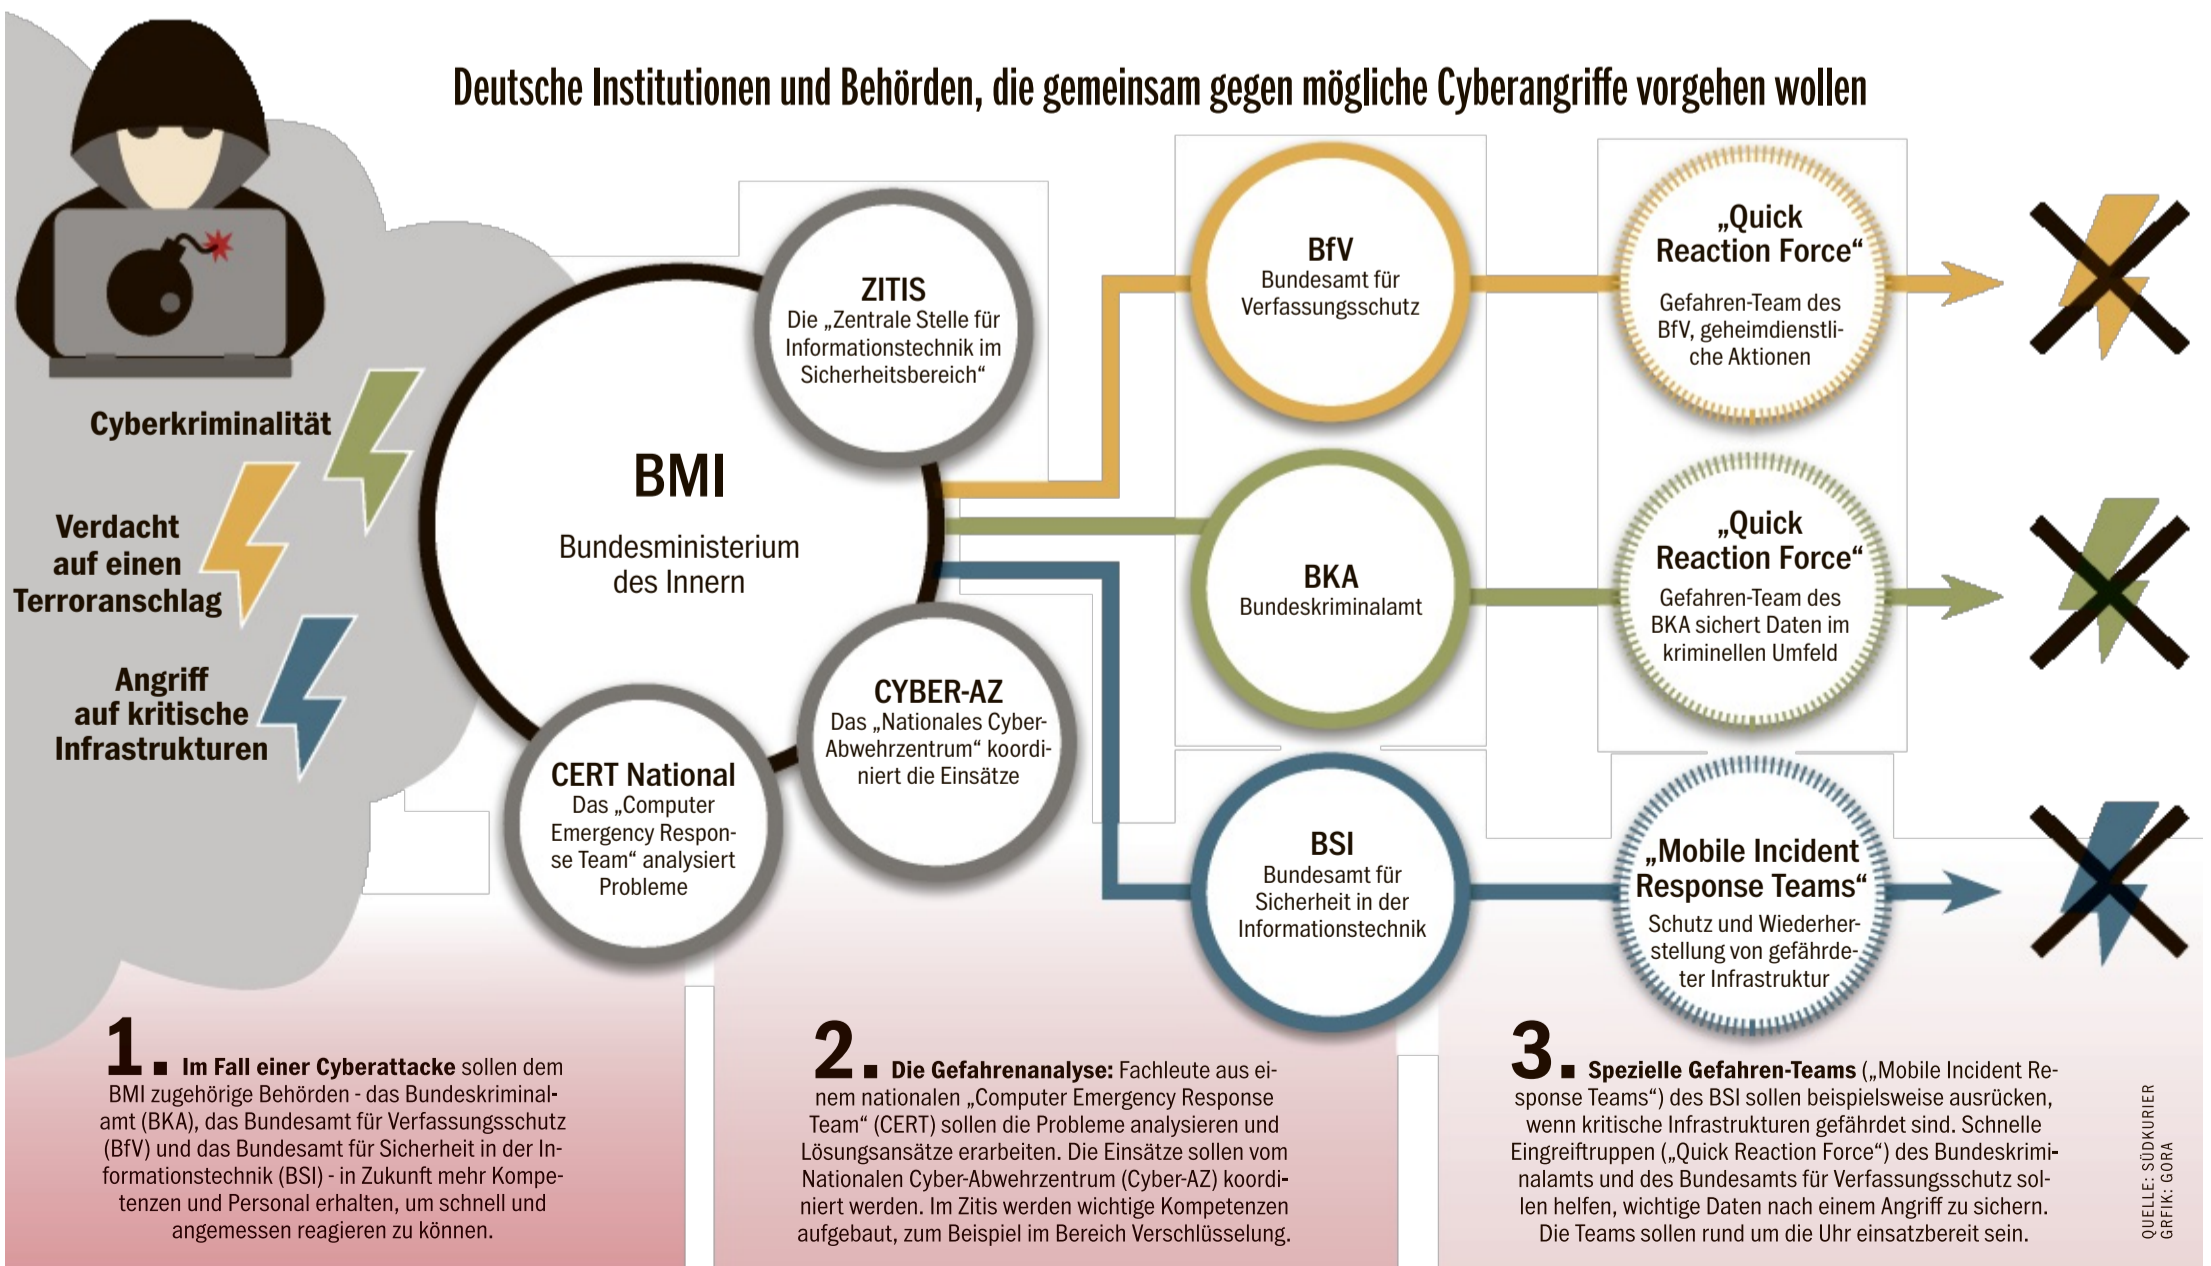 Deutsche Institutionen und Behörden, die gemeinsam gegen mögliche Cyberangriffe vorgehen wollen
Cyberkriminalität
Verdacht
auf einen
Terroranschlag
Angriff
auf kritische
Infrastrukturen
BMI
Bundesministerium
des Innern
ZITIS
Die „Zentrale Stelle für
Informationstechnik im
Sicherheitsbereich“
CYBER-AZ
Das „Nationales Cyber-
Abwehrzentrum“ koordi-
niert die Einsätze
CERT National
Das „Computer
Emergency Respon-
se Team“ analysiert
Probleme
BfV
Bundesamt für
Verfassungsschutz
„Quick
Reaction Force“
Gefahren-Team des
BfV, geheimdienstli-
che Aktionen
BKA
Bundeskriminalamt
„Quick
Reaction Force“
Gefahren-Team des
BKA sichert Daten im
kriminellen Umfeld
BSI
Bundesamt für
Sicherheit in der
Informationstechnik
„Mobile Incident
Response Teams“
Schutz und Wiederher-
stellung von gefährde-
ter Infrastruktur
1. ■ Im Fall einer Cyberattacke sollen dem
BMI zugehörige Behörden - das Bundeskriminal-
amt (BKA), das Bundesamt für Verfassungsschutz
(BfV) und das Bundesamt für Sicherheit in der In-
formationstechnik (BSI) - in Zukunft mehr Kompe-
tenzen und Personal erhalten, um schnell und
angemessen reagieren zu können.
2. ■ Die Gefahrenanalyse: Fachleute aus ei-
nem nationalen „Computer Emergency Response
Team“ (CERT) sollen die Probleme analysieren und
Lösungsansätze erarbeiten. Die Einsätze sollen vom
Nationalen Cyber-Abwehrzentrum (Cyber-AZ) koordi-
niert werden. Im Zitis werden wichtige Kompetenzen
aufgebaut, zum Beispiel im Bereich Verschlüsselung.
3. ■ Spezielle Gefahren-Teams („Mobile Incident Re-
sponse Teams“) des BSI sollen beispielsweise ausrücken,
wenn kritische Infrastrukturen gefährdet sind. Schnelle
Eingreiftruppen („Quick Reaction Force“) des Bundeskrimi-
nalamts und des Bundesamts für Verfassungsschutz sol-
len helfen, wichtige Daten nach einem Angriff zu sichern.
Die Teams sollen rund um die Uhr einsatzbereit sein.
QUELLE: SÜDKURIER
GRFIK: GORA